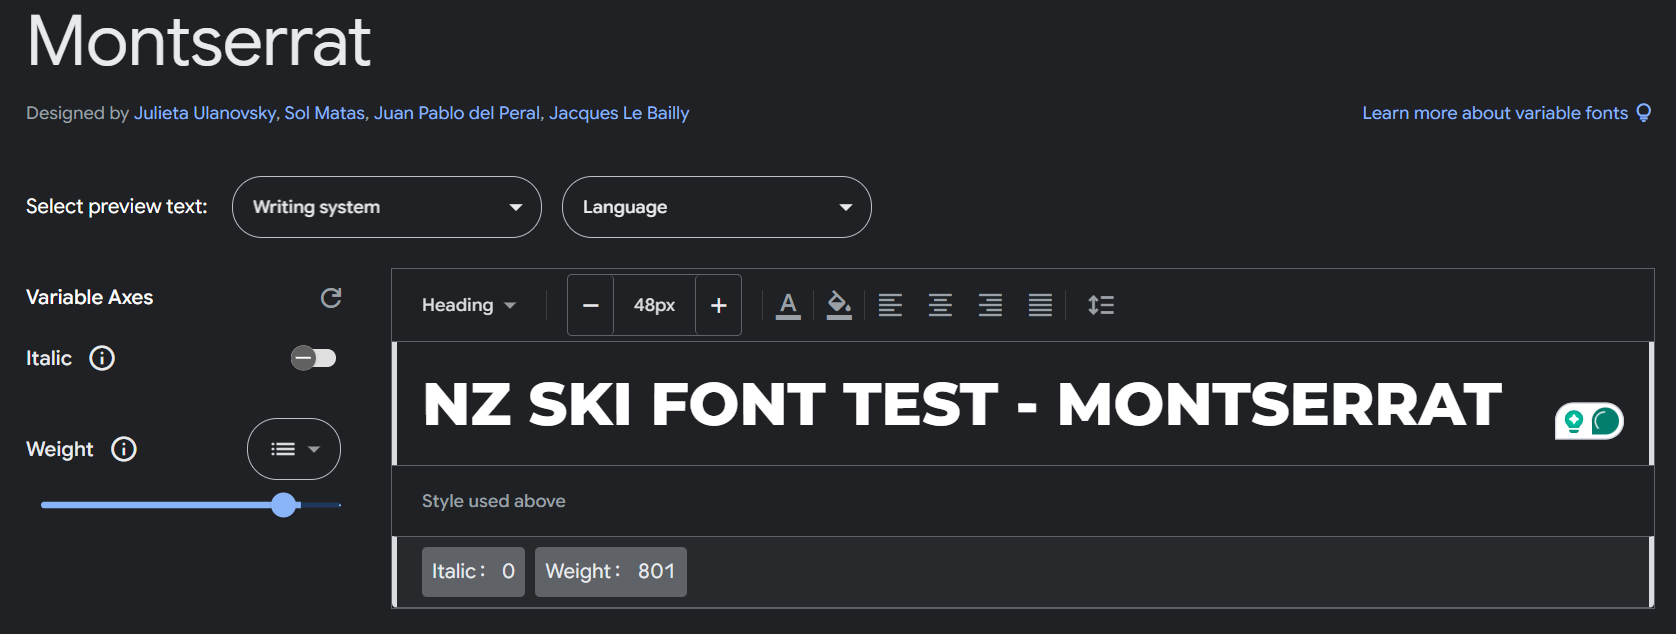 Montserrat
Designed by Julieta Ulanovsky, Sol Matas, Juan Pablo del Peral, Jacques Le Bailly
Learn more about variable fonts
Select preview text:
Writing system
Language
Variable Axes
Italic
Weight
Heading
48px
NZ SKI FONT TEST - MONTSERRAT
Style used above
Italic: 0
Weight: 801